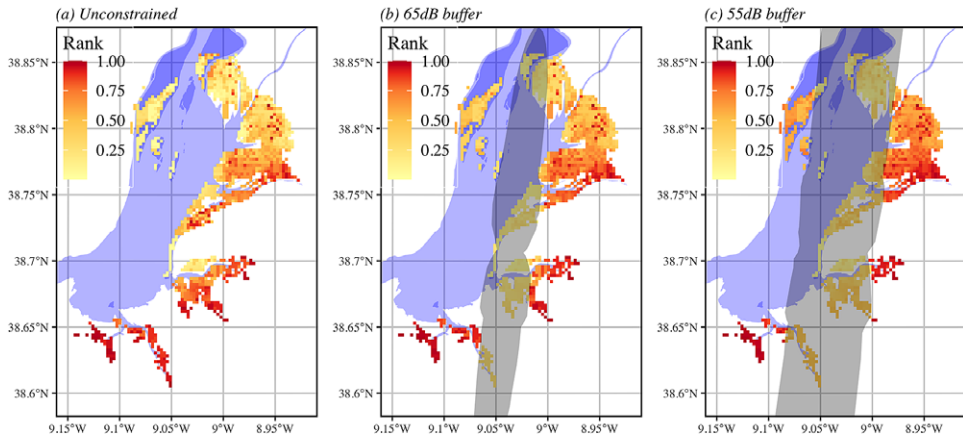 (a) Unconstrained
(b) 65dB buffer
(c) 55dB buffer
Rank
1.00
0.75
0.50
0.25
Rank
1.00
0.75
0.50
0.25
Rank
1.00
0.75
0.50
0.25
38.85°N
38.8°N
38.75°N
38.7°N
38.65°N
38.6°N
38.85°N
38.8°N
38.75°N
38.7°N
38.65°N
38.6°N
38.85°N
38.8°N
38.75°N
38.7°N
38.65°N
38.6°N
9.15°W 9.1°W 9.05°W 9°W 8.95°W
9.15°W 9.1°W 9.05°W 9°W 8.95°W
9.15°W 9.1°W 9.05°W 9°W 8.95°W